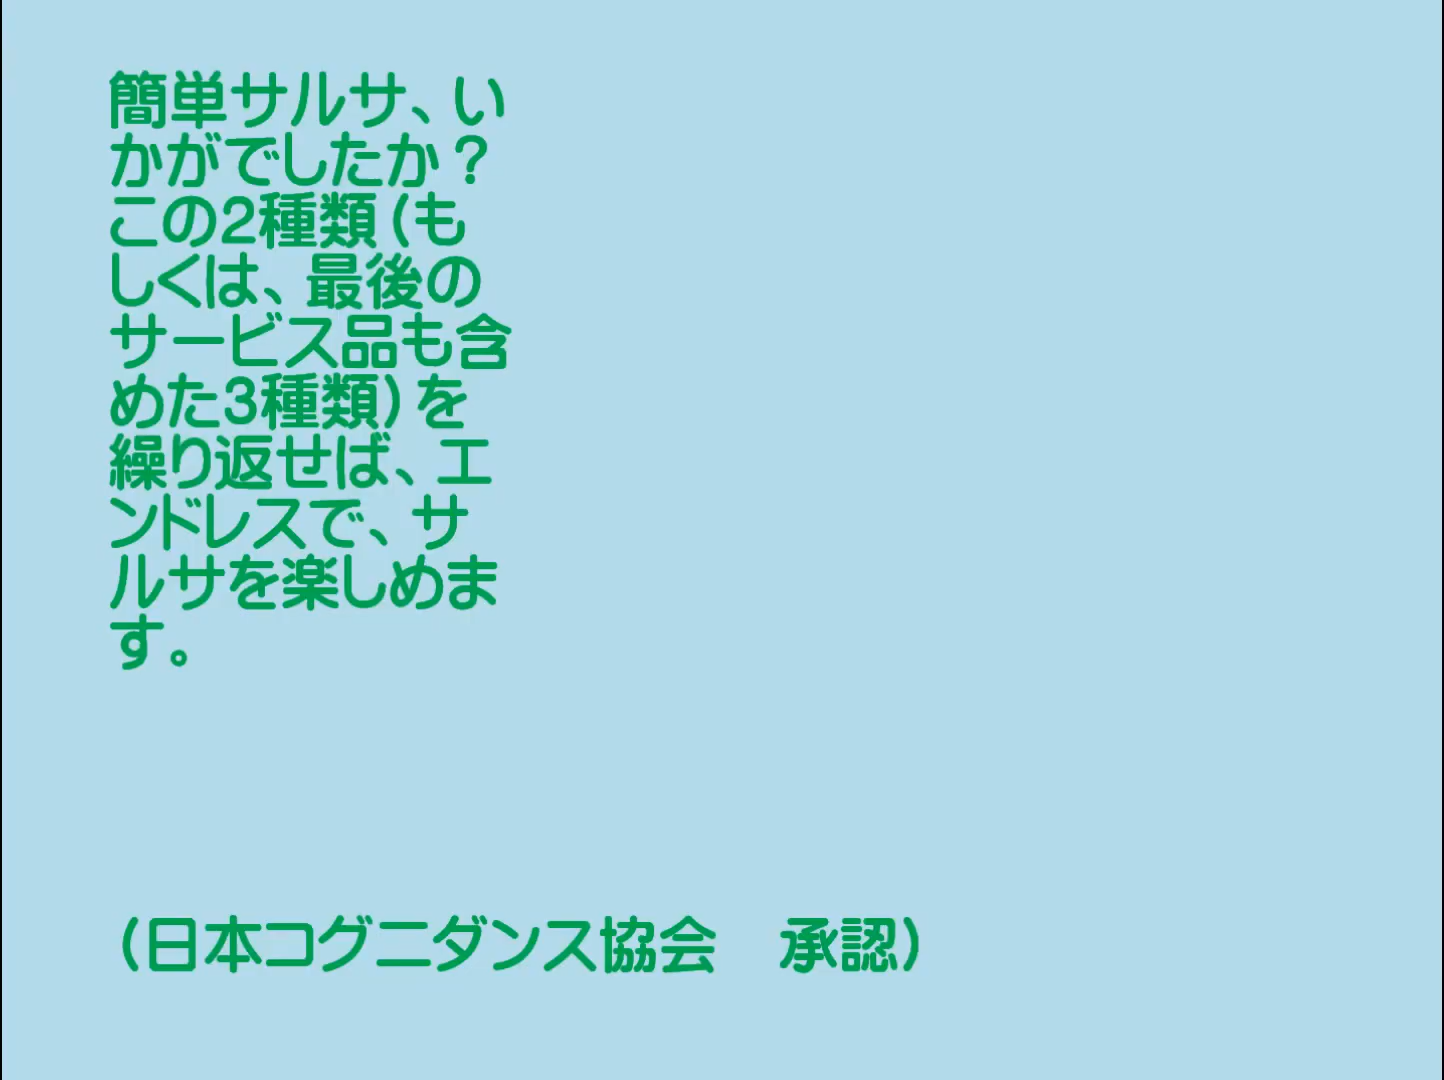 簡単サルサ、い
かがでしたか？
この2種類（も
しくは、最後の
サービス品も含
めた3種類）を
繰り返せば、エ
ンドレスで、サ
ルサを楽しめま
す。
（日本コグニダンス協会　承認）